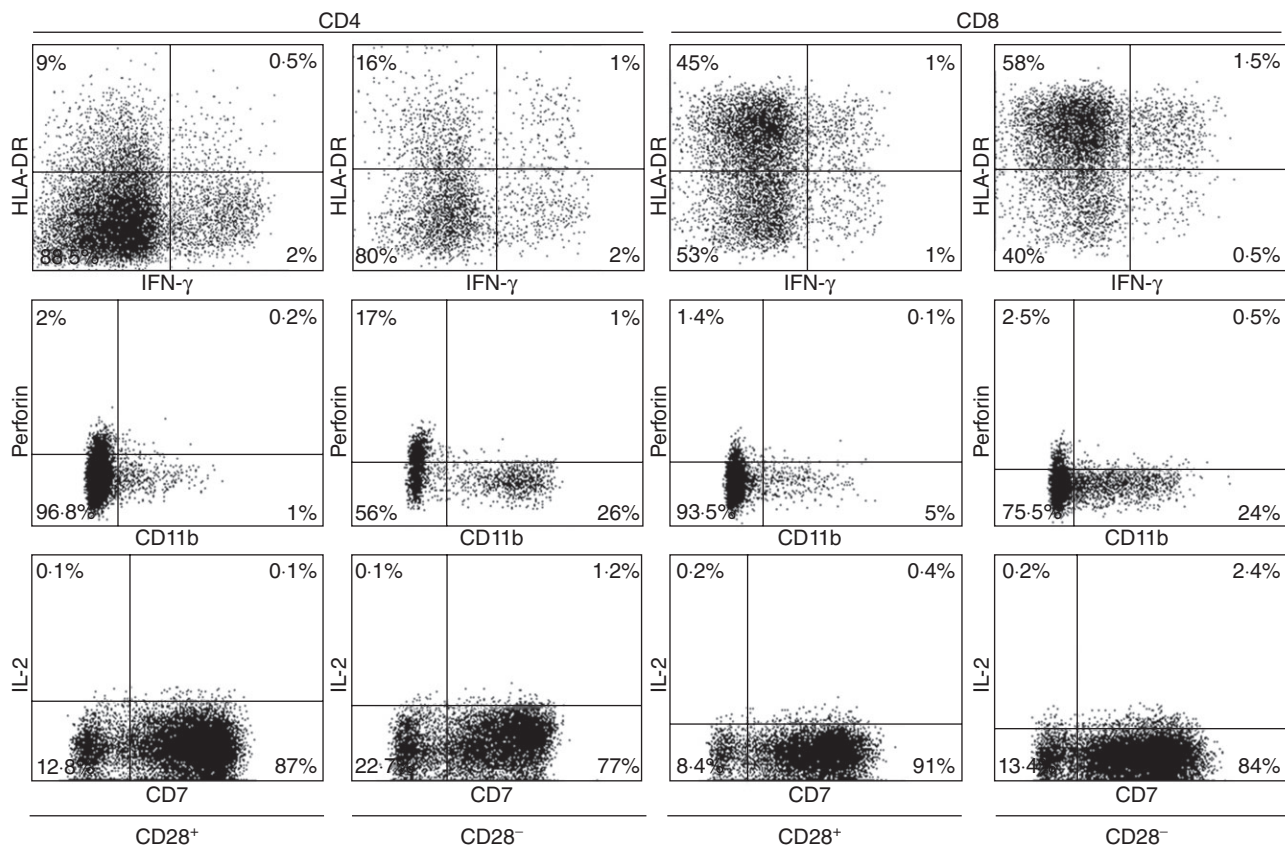 CD4 CD8
9% 0·5% 16% 1% 45% 1% 58% 1·5%
HLA-DR HLA-DR HLA-DR HLA-DR
88·5% 2% 80% 2% 53% 1% 40% 0·5%
IFN-γ IFN-γ IFN-γ IFN-γ
2% 0·2% 17% 1% 1·4% 0·1% 2·5% 0·5%
Perforin Perforin Perforin Perforin
96·8% 1% 56% 26% 93·5% 5% 75·5% 24%
CD11b CD11b CD11b CD11b
0·1% 0·1% 0·1% 1·2% 0·2% 0·4% 0·2% 2·4%
IL-2 IL-2 IL-2 IL-2
12·8 87% 22·7 77% 8·4% 91% 13·4 84%
CD7 CD7 CD7 CD7
CD28⁺ CD28⁻ CD28⁺ CD28⁻